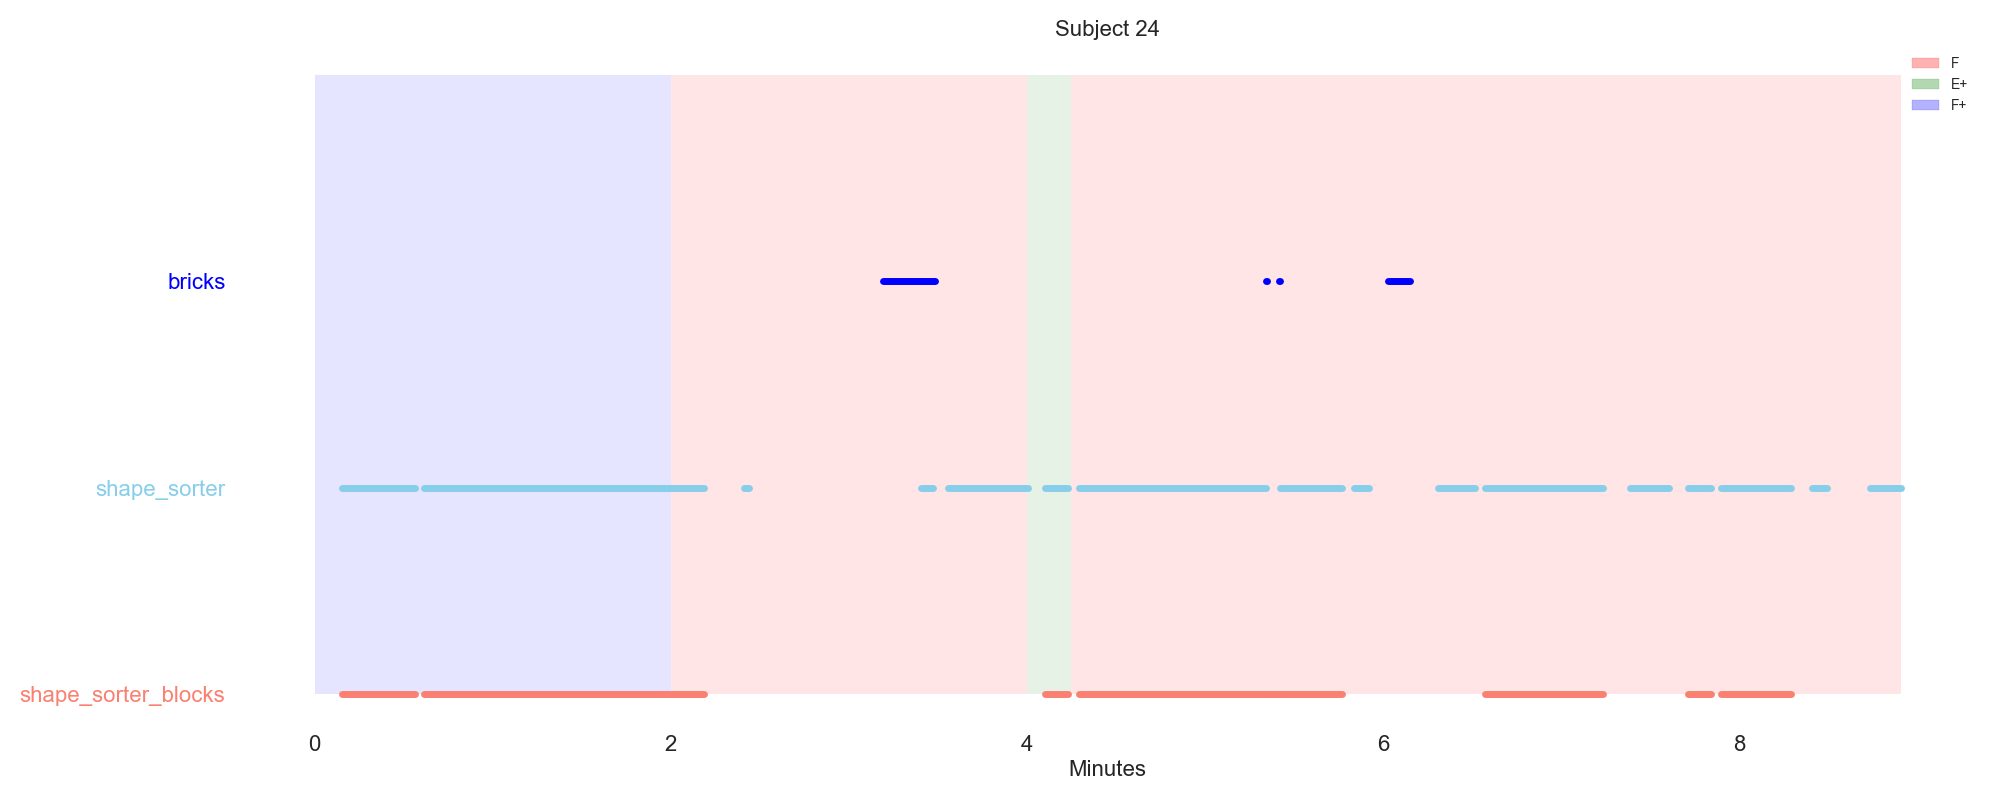 Subject 24
F
E+
F+
bricks
shape_sorter
shape_sorter_blocks
0 2 4 6 8
Minutes